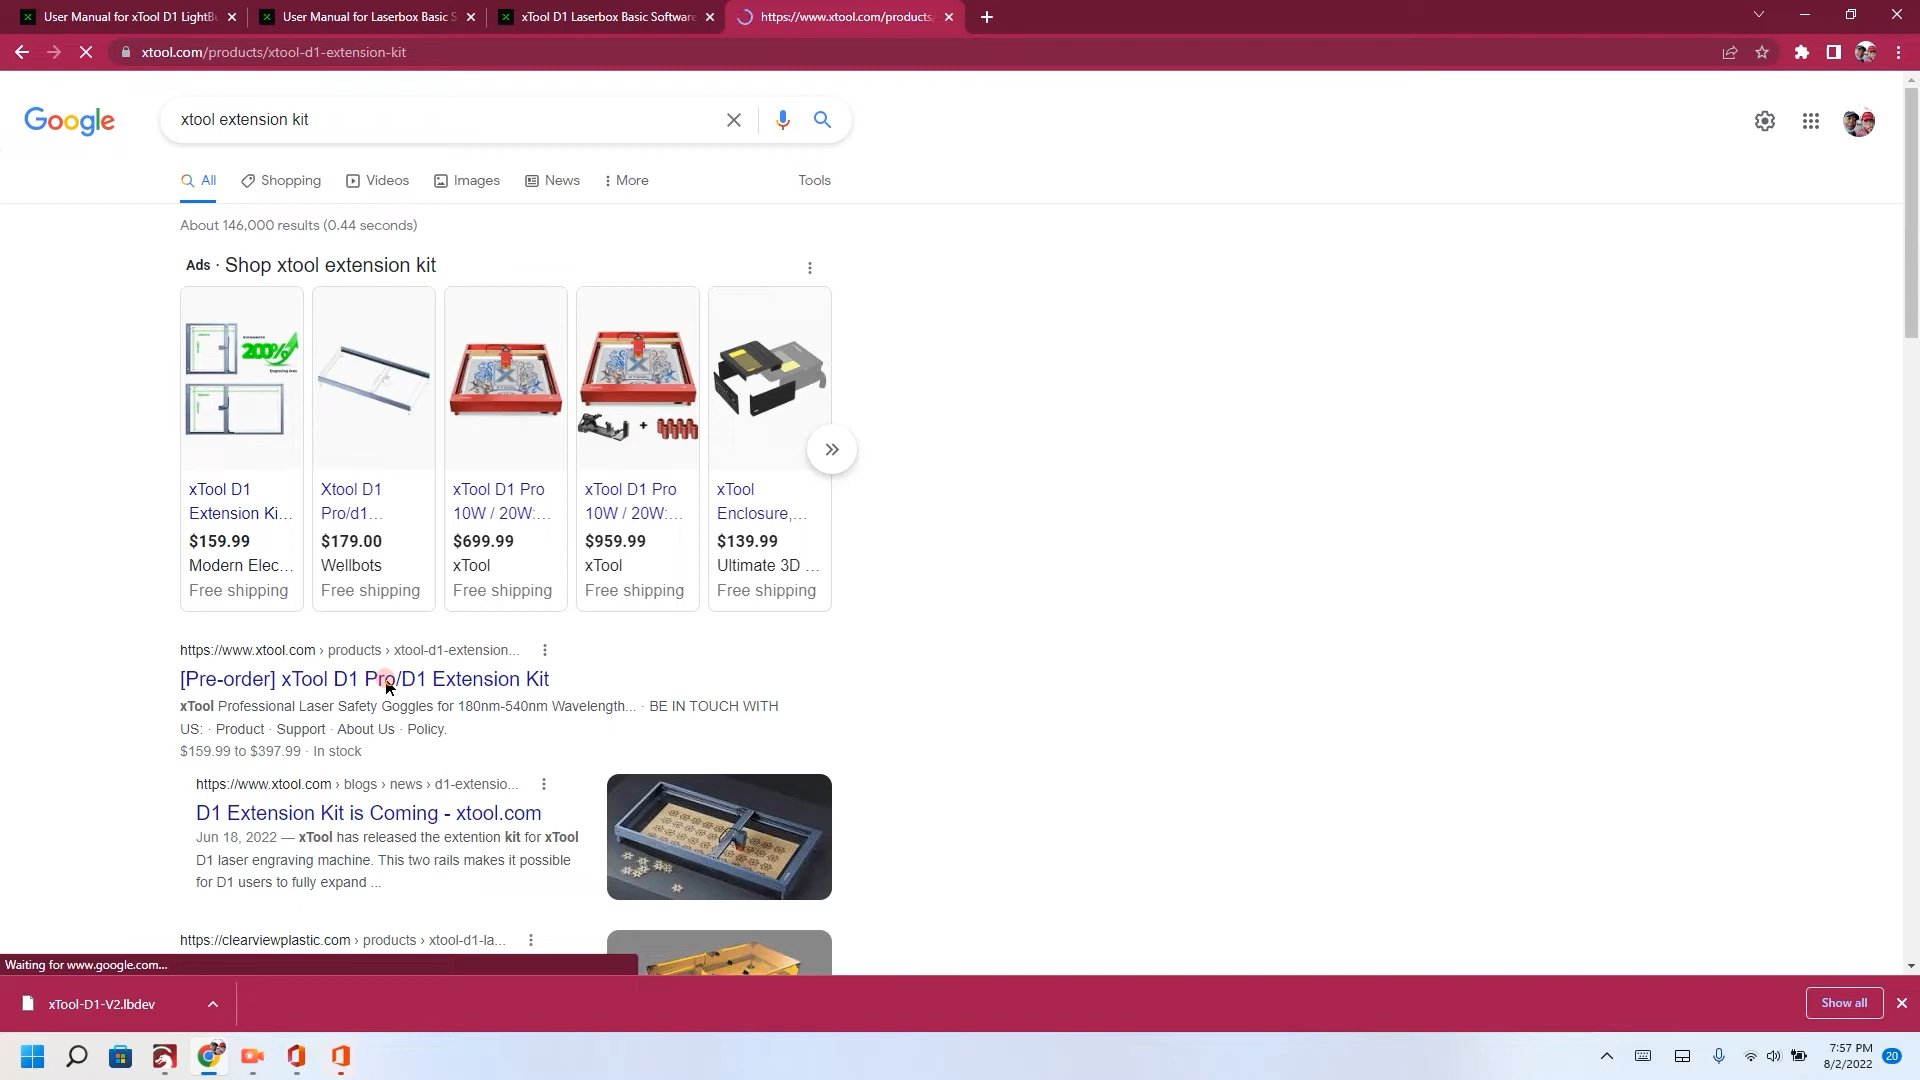 User Manual for xTool D1 LightBu
User Manual for Laserbox Basic S
xTool D1 Laserbox Basic Software
https://www.xtool.com/products/
xtool.com/products/xtool-d1-extension-kit
Google
xtool extension kit
All
Shopping
Videos
Images
News
More
Tools
About 146,000 results (0.44 seconds)
Ads · Shop xtool extension kit
200%
xTool D1
Extension Ki...
$159.99
Modern Elec...
Free shipping
Xtool D1
Pro/d1...
$179.00
Wellbots
Free shipping
xTool D1 Pro
10W / 20W:...
$699.99
xTool
Free shipping
xTool D1 Pro
10W / 20W:...
$959.99
xTool
Free shipping
xTool
Enclosure,...
$139.99
Ultimate 3D ...
Free shipping
https://www.xtool.com › products › xtool-d1-extension...
[Pre-order] xTool D1 Pro/D1 Extension Kit
xTool Professional Laser Safety Goggles for 180nm-540nm Wavelength... · BE IN TOUCH WITH
US: · Product · Support · About Us · Policy.
$159.99 to $397.99 · In stock
https://www.xtool.com › blogs › news › d1-extensio...
D1 Extension Kit is Coming - xtool.com
Jun 18, 2022 — xTool has released the extention kit for xTool
D1 laser engraving machine. This two rails makes it possible
for D1 users to fully expand ...
https://clearviewplastic.com › products › xtool-d1-la...
Waiting for www.google.com...
xTool-D1-V2.lbdev
Show all
7:57 PM
8/2/2022
20